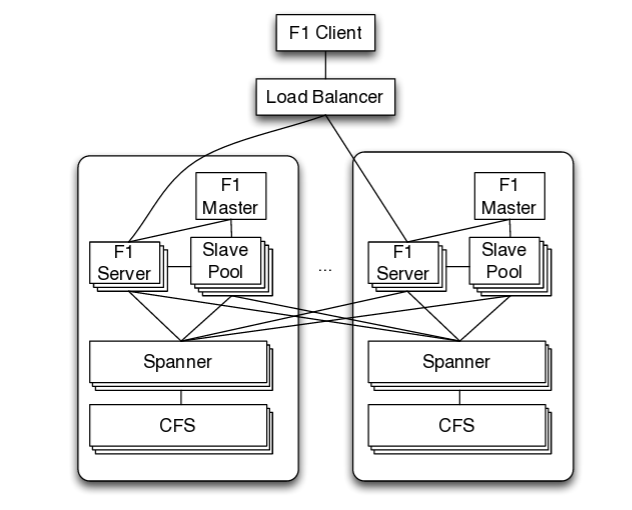 F1 Client
Load Balancer
F1
Master
F1
Server
Slave
Pool
Spanner
CFS
...
F1
Master
F1
Server
Slave
Pool
Spanner
CFS